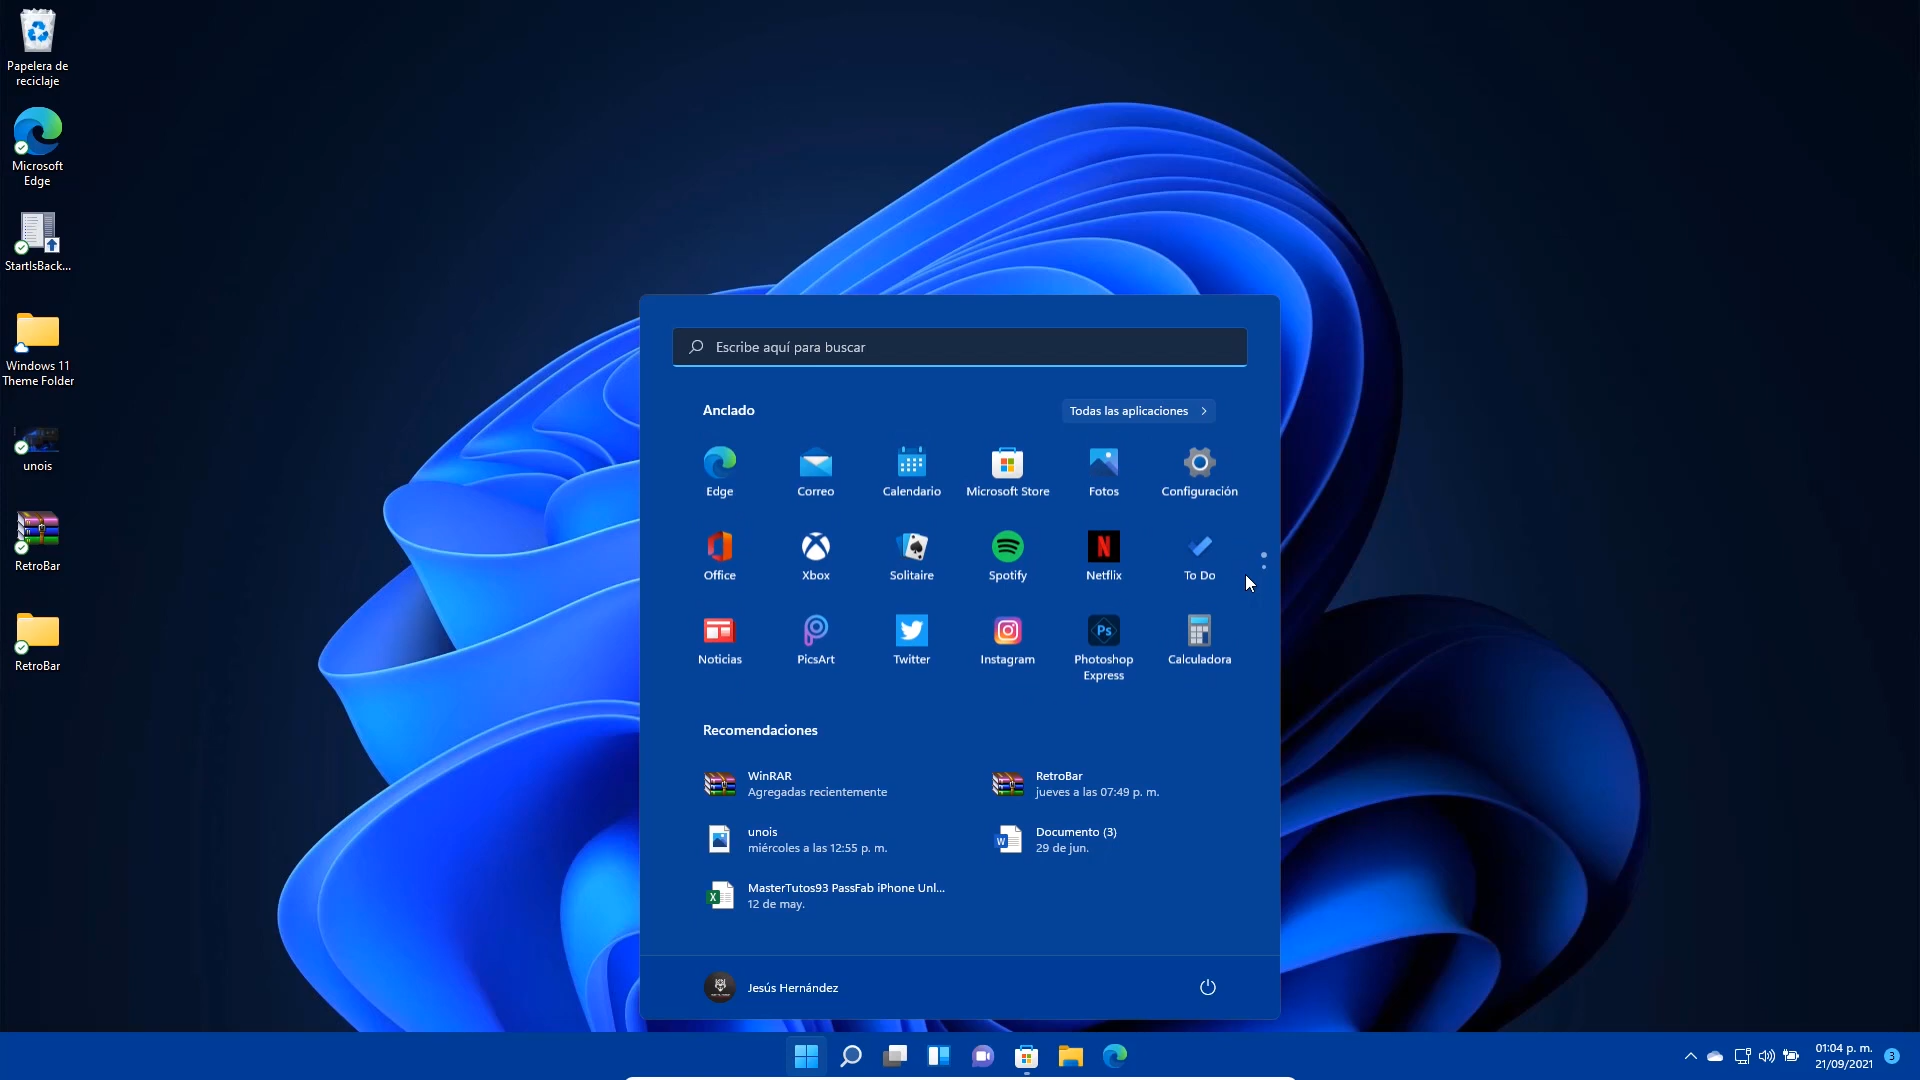 Papelera de
reciclaje
Microsoft
Edge
StartIsBack...
Windows 11
Theme Folder
unois
RetroBar
RetroBar
Escribe aquí para buscar
Anclado
Todas las aplicaciones
Edge
Correo
Calendario
Microsoft Store
Fotos
Configuración
Office
Xbox
Solitaire
Spotify
Netflix
To Do
Noticias
PicsArt
Twitter
Instagram
Photoshop
Express
Calculadora
Recomendaciones
WinRAR
Agregadas recientemente
RetroBar
jueves a las 07:49 p. m.
unois
miércoles a las 12:55 p. m.
Documento (3)
29 de jun.
MasterTutos93 PassFab iPhone Unl...
12 de may.
Jesús Hernández
01:04 p. m.
21/09/2021
3